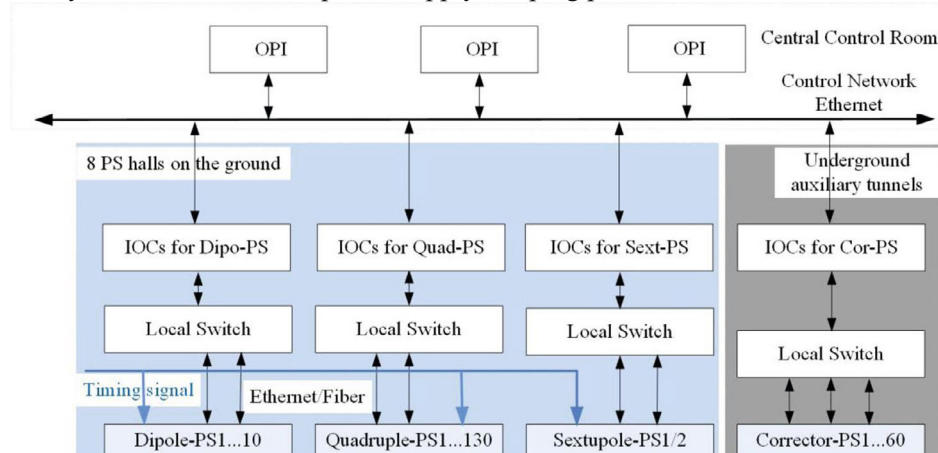 OPI
OPI
OPI
Central Control Room
Control Network
Ethernet
8 PS halls on the ground
Underground
auxiliary tunnels
IOCs for Dipo-PS
IOCs for Quad-PS
IOCs for Sext-PS
IOCs for Cor-PS
Local Switch
Local Switch
Local Switch
Local Switch
Timing signal
Ethernet/Fiber
Dipole-PS1...10
Quadruple-PS1...130
Sextupole-PS1/2
Corrector-PS1...60